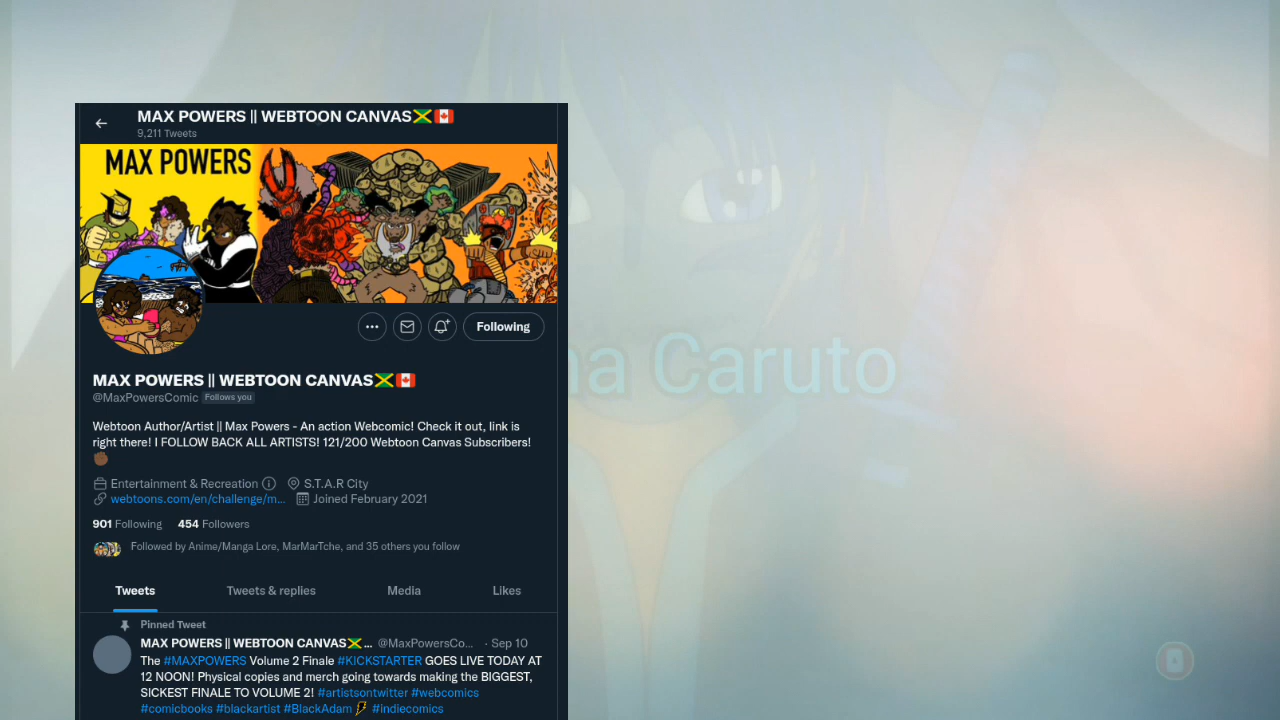 MAX POWERS || WEBTOON CANVAS🇯🇲🇨🇦
9,211 Tweets
MAX POWERS
Following
MAX POWERS || WEBTOON CANVAS🇯🇲🇨🇦
@MaxPowersComic Follows you
Webtoon Author/Artist || Max Powers - An action Webcomic! Check it out, link is
right there! I FOLLOW BACK ALL ARTISTS! 121/200 Webtoon Canvas Subscribers!
✊🏾
Entertainment & Recreation S.T.A.R City
webtoons.com/en/challenge/m... Joined February 2021
901 Following 454 Followers
Followed by Anime/Manga Lore, MarMarTche, and 35 others you follow
Tweets Tweets & replies Media Likes
Pinned Tweet
MAX POWERS || WEBTOON CANVAS🇯🇲... @MaxPowersCo... · Sep 10
The #MAXPOWERS Volume 2 Finale #KICKSTARTER GOES LIVE TODAY AT
12 NOON! Physical copies and merch going towards making the BIGGEST,
SICKEST FINALE TO VOLUME 2! #artistsontwitter #webcomics
#comicbooks #blackartist #BlackAdam⚡ #indiecomics
Caruto